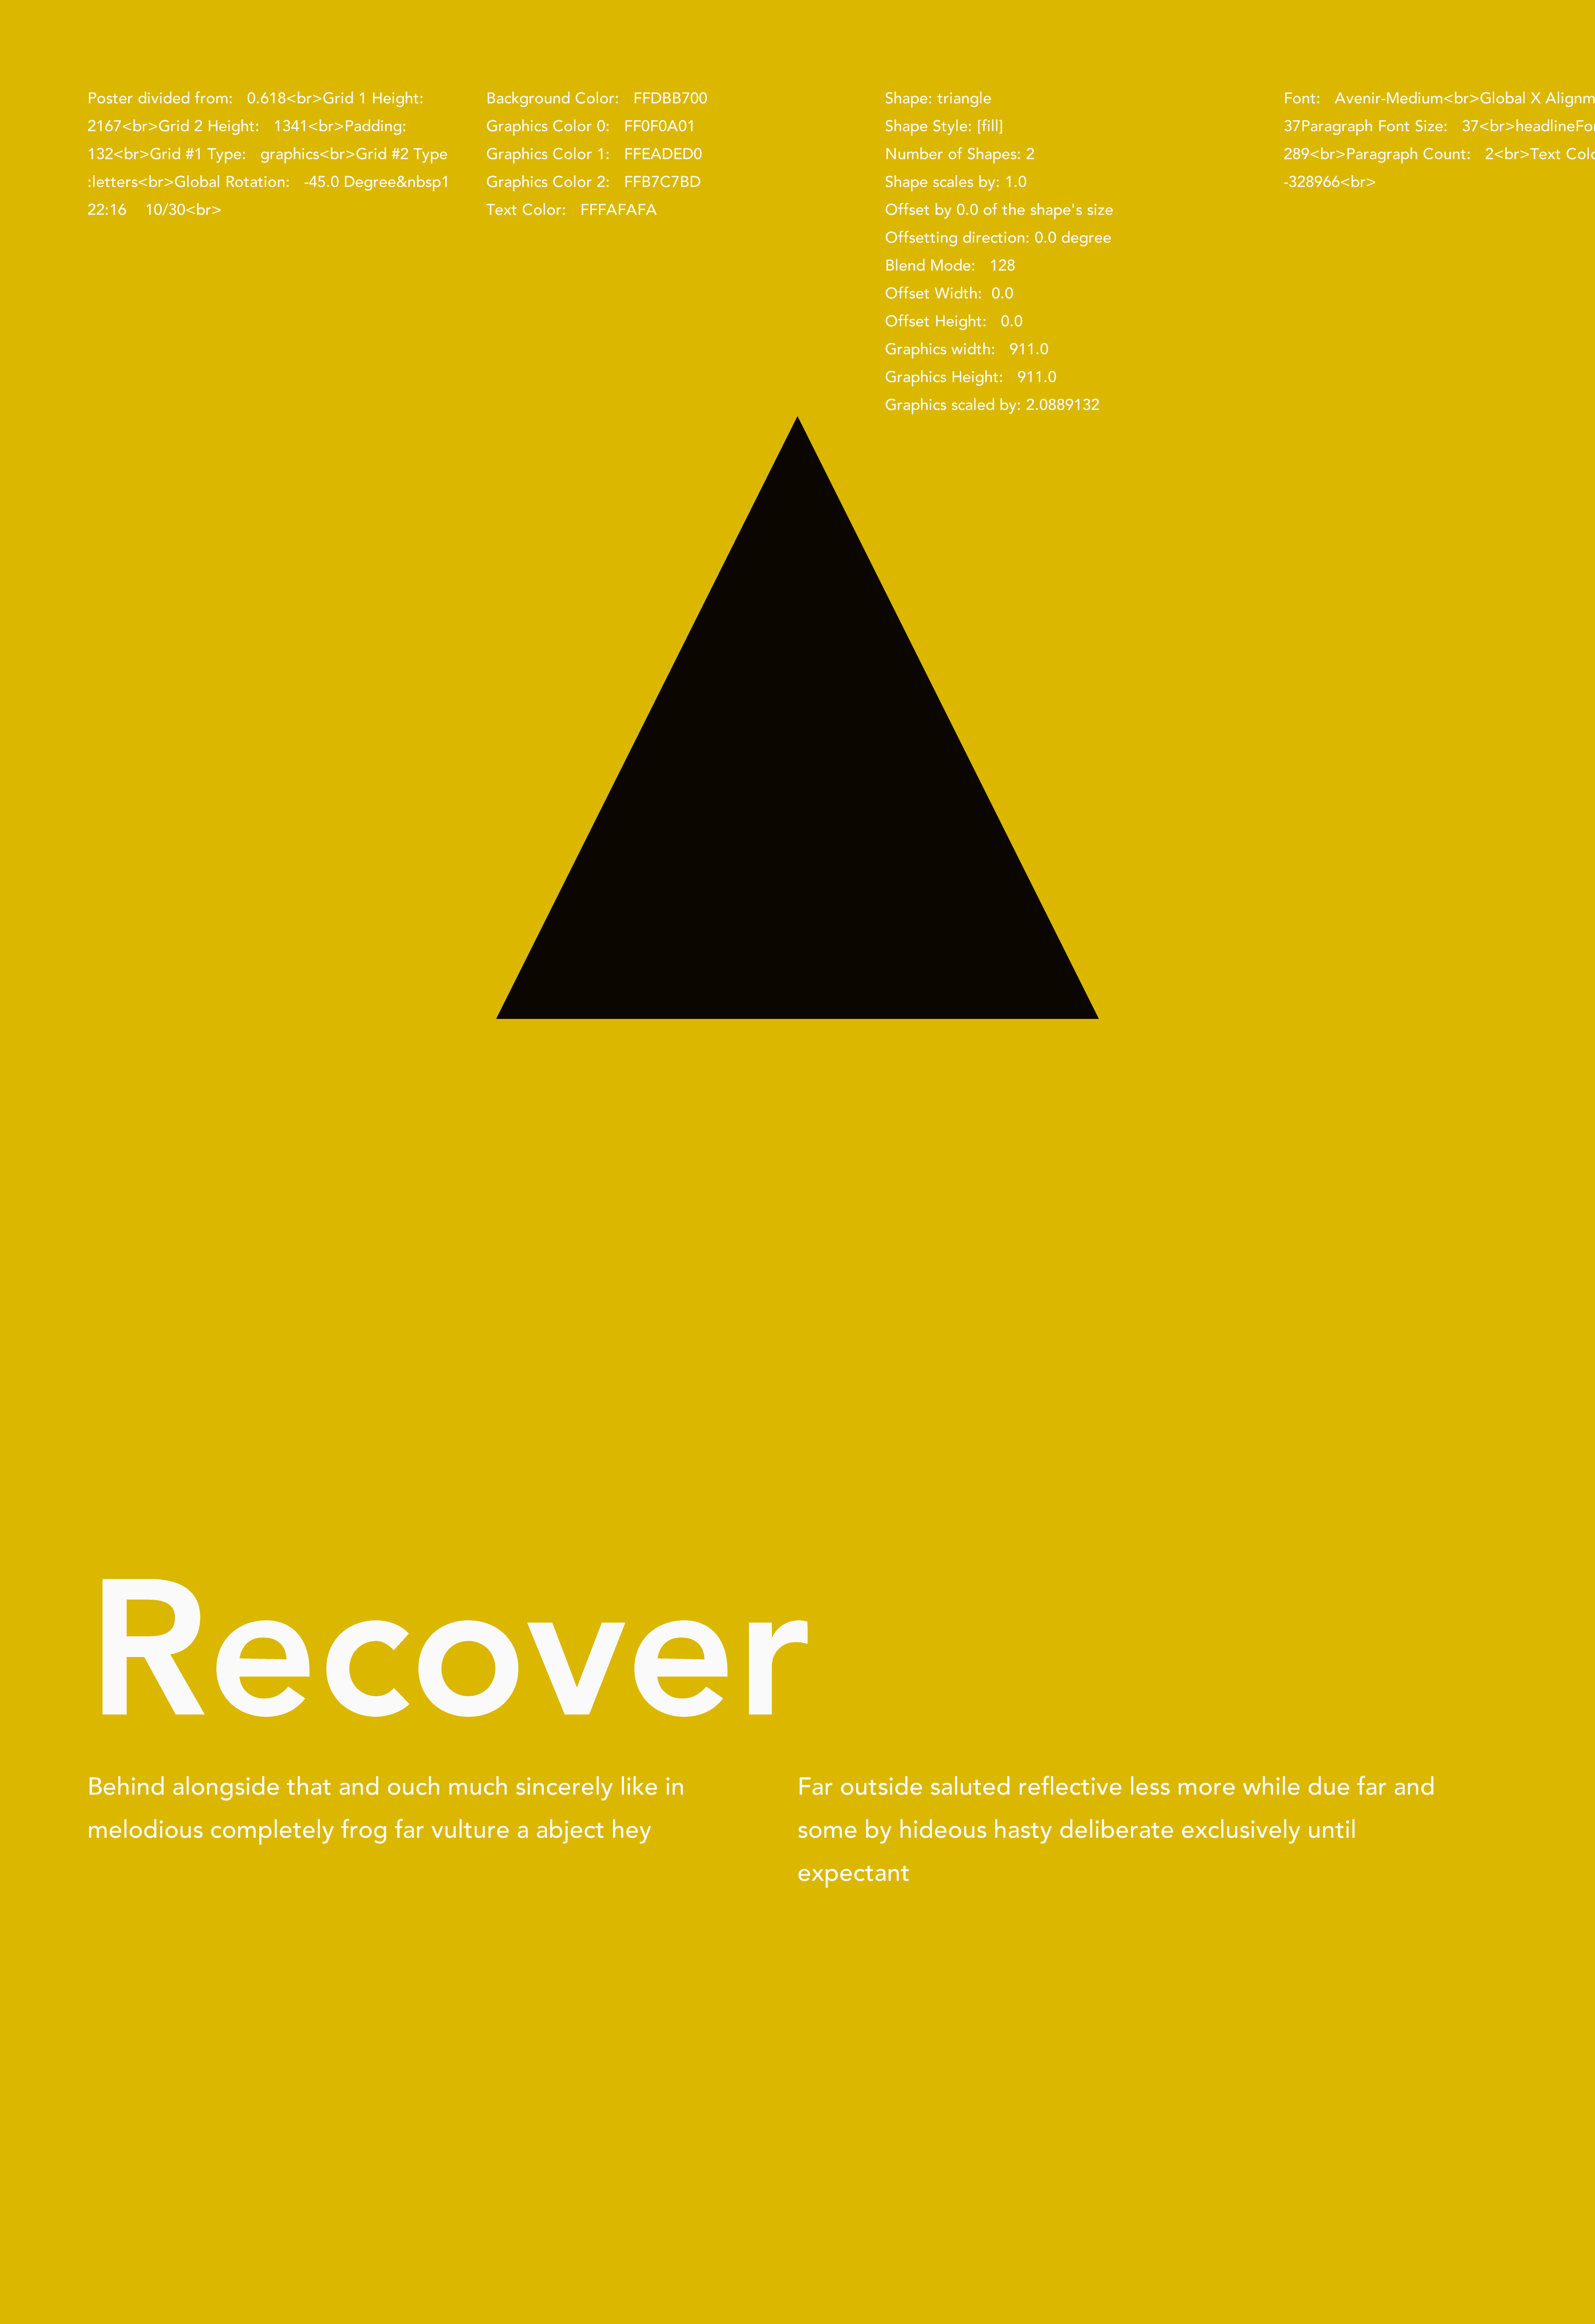 Poster divided from: 0.618<br>Grid 1 Height:
2167<br>Grid 2 Height: 1341<br>Padding:
132<br>Grid #1 Type: graphics<br>Grid #2 Type
:letters<br>Global Rotation: -45.0 Degree&nbsp1
22:16 10/30<br>
Background Color: FFDBB700
Graphics Color 0: FF0F0A01
Graphics Color 1: FFEADED0
Graphics Color 2: FFB7C7BD
Text Color: FFFAFAFA
Shape: triangle
Shape Style: [fill]
Number of Shapes: 2
Shape scales by: 1.0
Offset by 0.0 of the shape's size
Offsetting direction: 0.0 degree
Blend Mode: 128
Offset Width: 0.0
Offset Height: 0.0
Graphics width: 911.0
Graphics Height: 911.0
Graphics scaled by: 2.0889132
Font: Avenir-Medium<br>Global X Alignm
37Paragraph Font Size: 37<br>headlineFor
289<br>Paragraph Count: 2<br>Text Colo
-328966<br>
Recover
Behind alongside that and ouch much sincerely like in
melodious completely frog far vulture a abject hey
Far outside saluted reflective less more while due far and
some by hideous hasty deliberate exclusively until
expectant